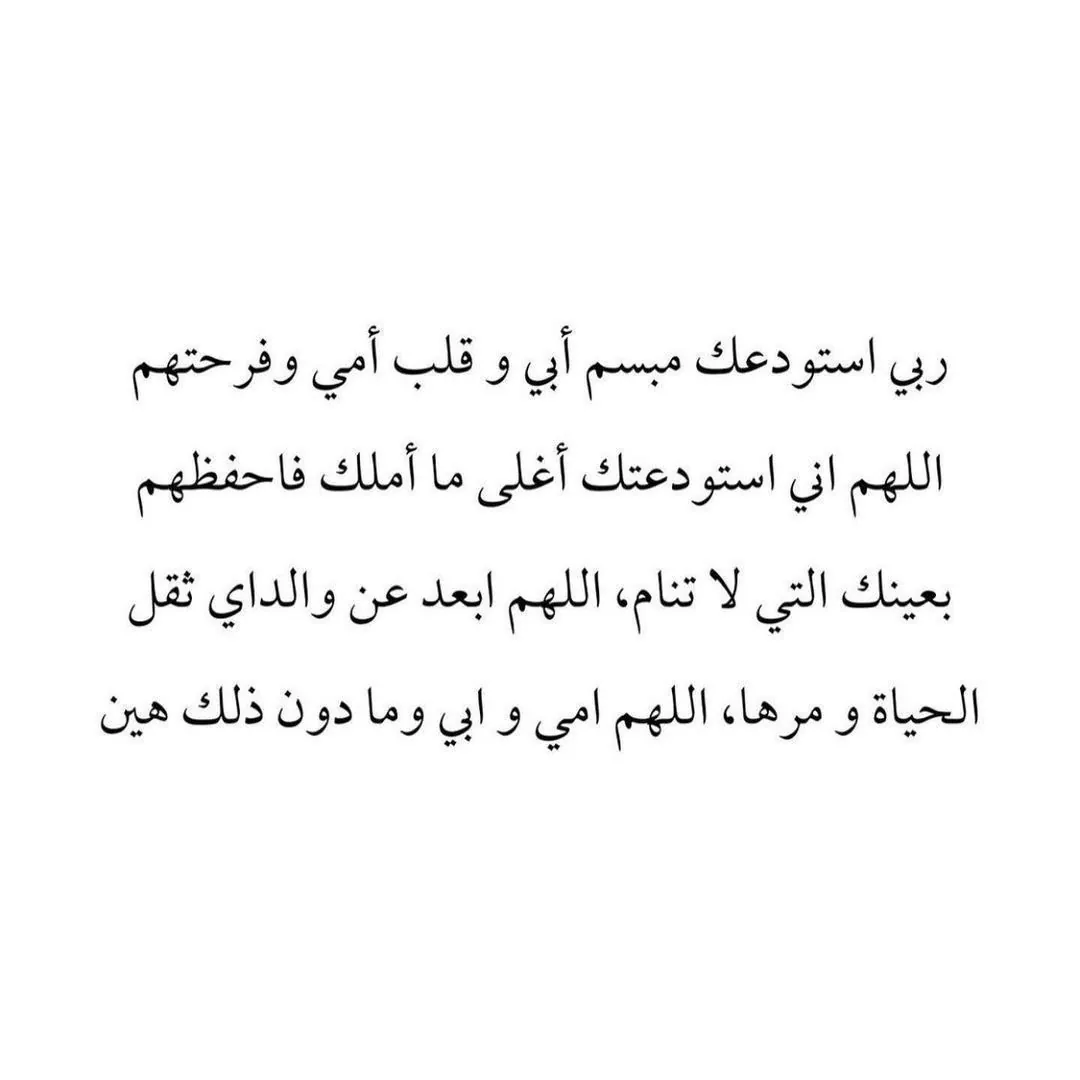 ربي استودعك مبسم أبي و قلب أمي وفرحتهم
اللهم اني استودعتك أغلى ما أملك فاحفظهم
بعينك التي لا تنام، اللهم ابعد عن والداي ثقل
الحياة و مرها، اللهم امي و ابي وما دون ذلك هين